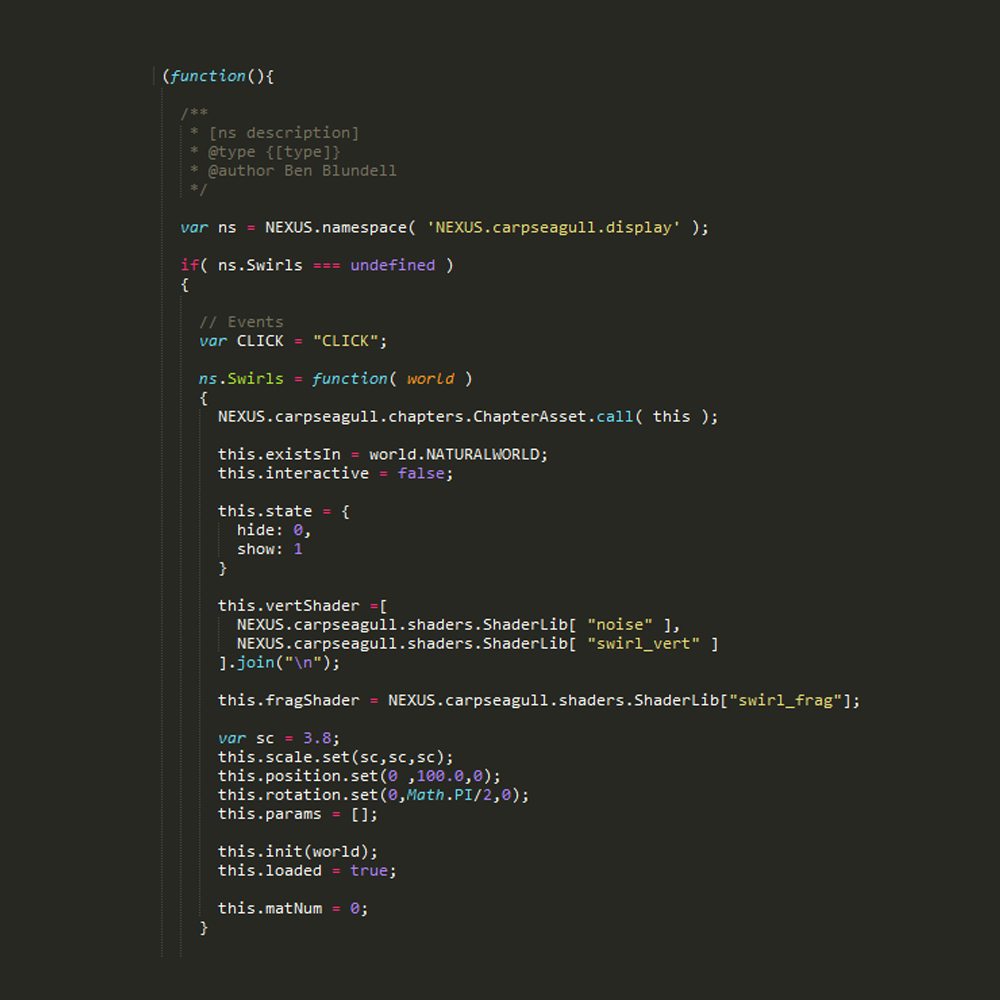 (function(){
/**
* [ns description]
* @type {[type]}
* @author Ben Blundell
*/
var ns = NEXUS.namespace( 'NEXUS.carpseagull.display' );
if( ns.Swirls === undefined )
{
// Events
var CLICK = "CLICK";
ns.Swirls = function( world )
{
NEXUS.carpseagull.chapters.ChapterAsset.call( this );
this.existsIn = world.NATURALWORLD;
this.interactive = false;
this.state = {
hide: 0,
show: 1
}
this.vertShader =[
NEXUS.carpseagull.shaders.ShaderLib[ "noise" ],
NEXUS.carpseagull.shaders.ShaderLib[ "swirl_vert" ]
].join("\n");
this.fragShader = NEXUS.carpseagull.shaders.ShaderLib["swirl_frag"];
var sc = 3.8;
this.scale.set(sc,sc,sc);
this.position.set(0 ,100.0,0);
this.rotation.set(0,Math.PI/2,0);
this.params = [];
this.init(world);
this.loaded = true;
this.matNum = 0;
}